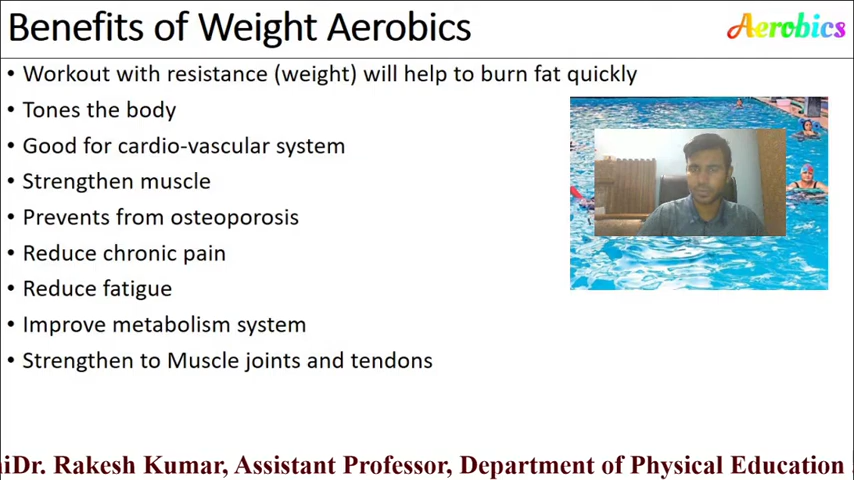 Benefits of Weight Aerobics
Aerobics
• Workout with resistance (weight) will help to burn fat quickly
• Tones the body
• Good for cardio-vascular system
• Strengthen muscle
• Prevents from osteoporosis
• Reduce chronic pain
• Reduce fatigue
• Improve metabolism system
• Strengthen to Muscle joints and tendons
Dr. Rakesh Kumar, Assistant Professor, Department of Physical Education